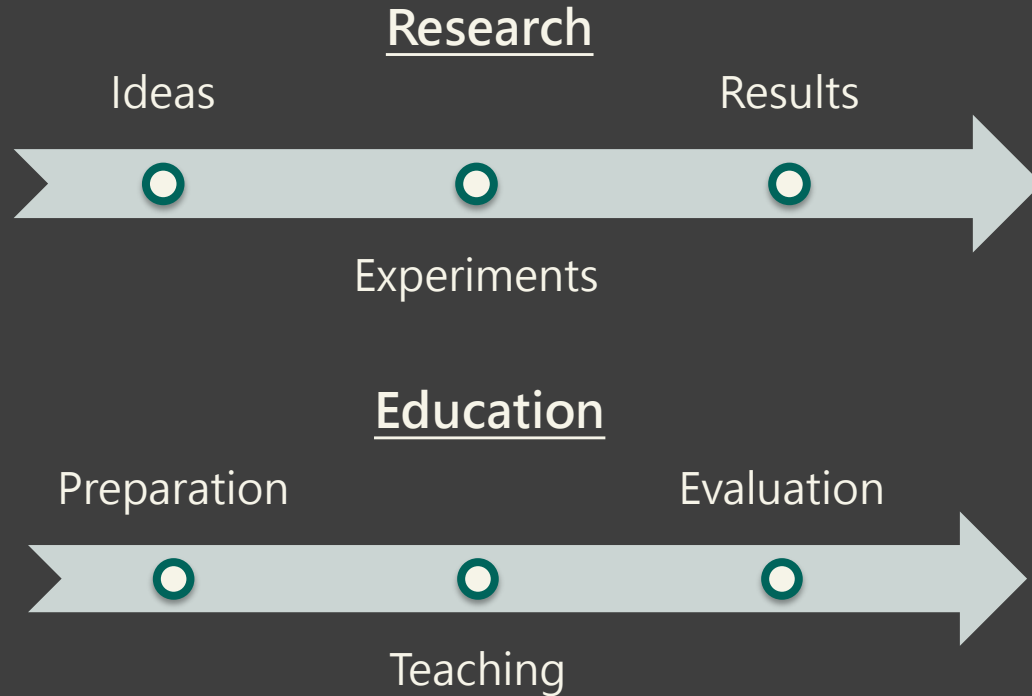 Research
Ideas
Results
Experiments
Education
Preparation
Evaluation
Teaching